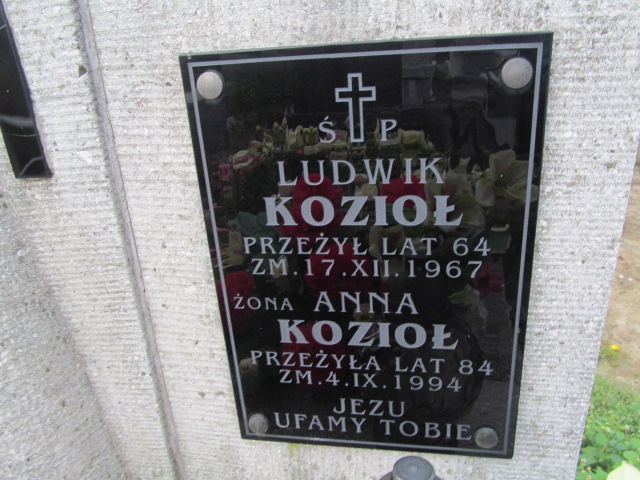 Ś P
LUDWIK
KOZIOŁ
PRZEŻYŁ LAT 64
ZM.17.XII.1967
ŻONA ANNA
KOZIOŁ
PRZEŻYŁA LAT 84
ZM.4.IX.1994
JEZU
UFAMY TOBIE